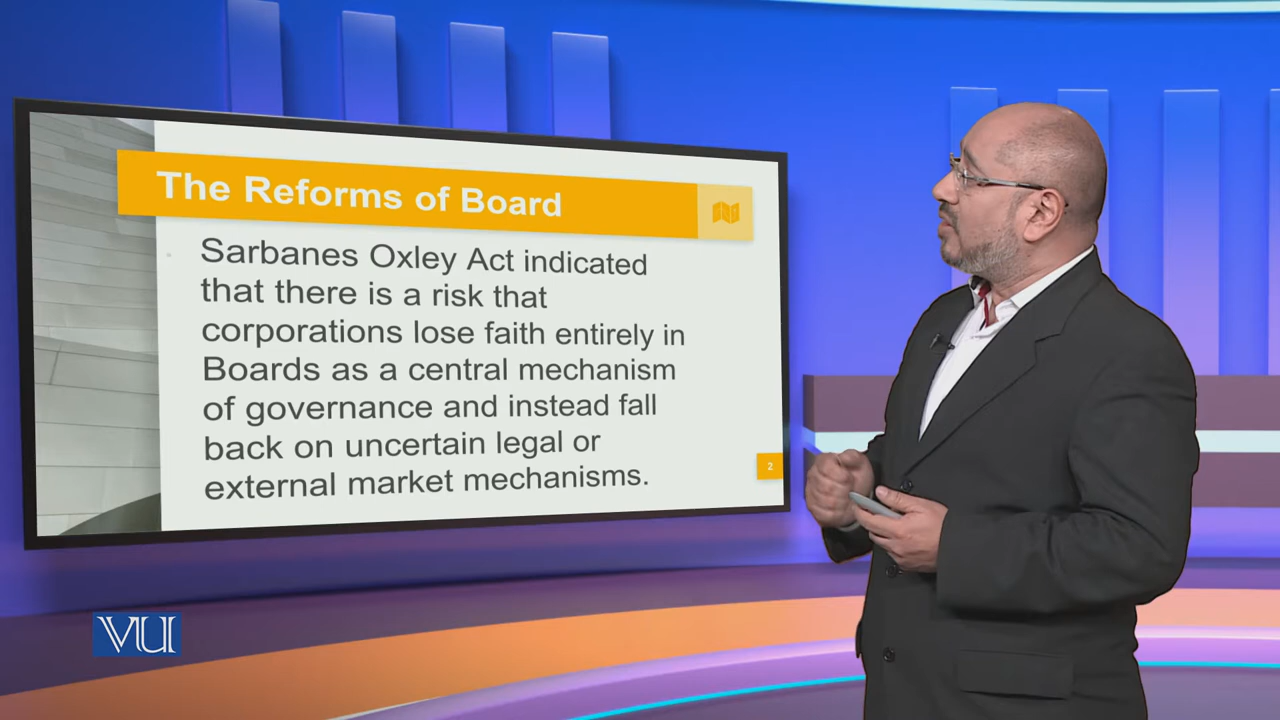 The Reforms of Board
Sarbanes Oxley Act indicated
that there is a risk that
corporations lose faith entirely in
Boards as a central mechanism
of governance and instead fall
back on uncertain legal or
external market mechanisms.
2
VU